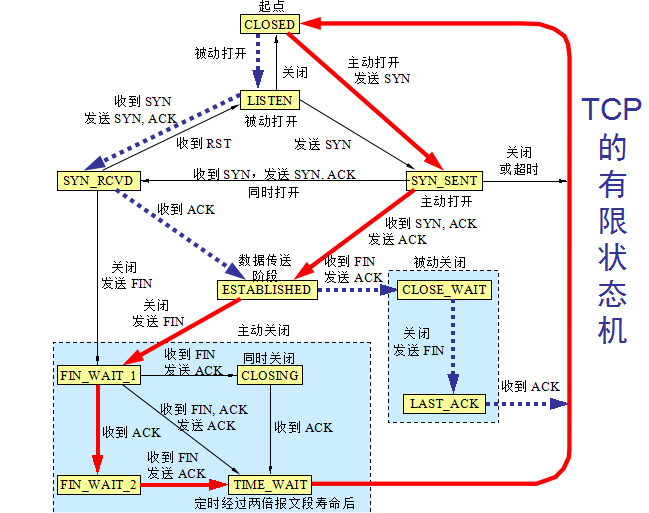 起点
CLOSED
被动打开
关闭
主动打开
发送 SYN
收到 SYN
发送 SYN, ACK
LISTEN
被动打开
收到 RST
发送 SYN
TCP
的
有
限
状
态
机
SYN_RCVD
收到 SYN，发送 SYN, ACK
同时打开
SYN_SENT
主动打开
关闭
或超时
收到 ACK
收到 SYN, ACK
发送 ACK
数据传送
阶段
ESTABLISHED
收到 FIN
发送 ACK
被动关闭
CLOSE_WAIT
关闭
发送 FIN
关闭
发送 FIN
关闭
发送 FIN
LAST_ACK
收到 ACK
主动关闭
FIN_WAIT_1
收到 FIN
发送 ACK
同时关闭
CLOSING
收到 ACK
收到 FIN, ACK
发送 ACK
收到 ACK
FIN_WAIT_2
收到 FIN
发送 ACK
TIME_WAIT
定时经过两倍报文段寿命后